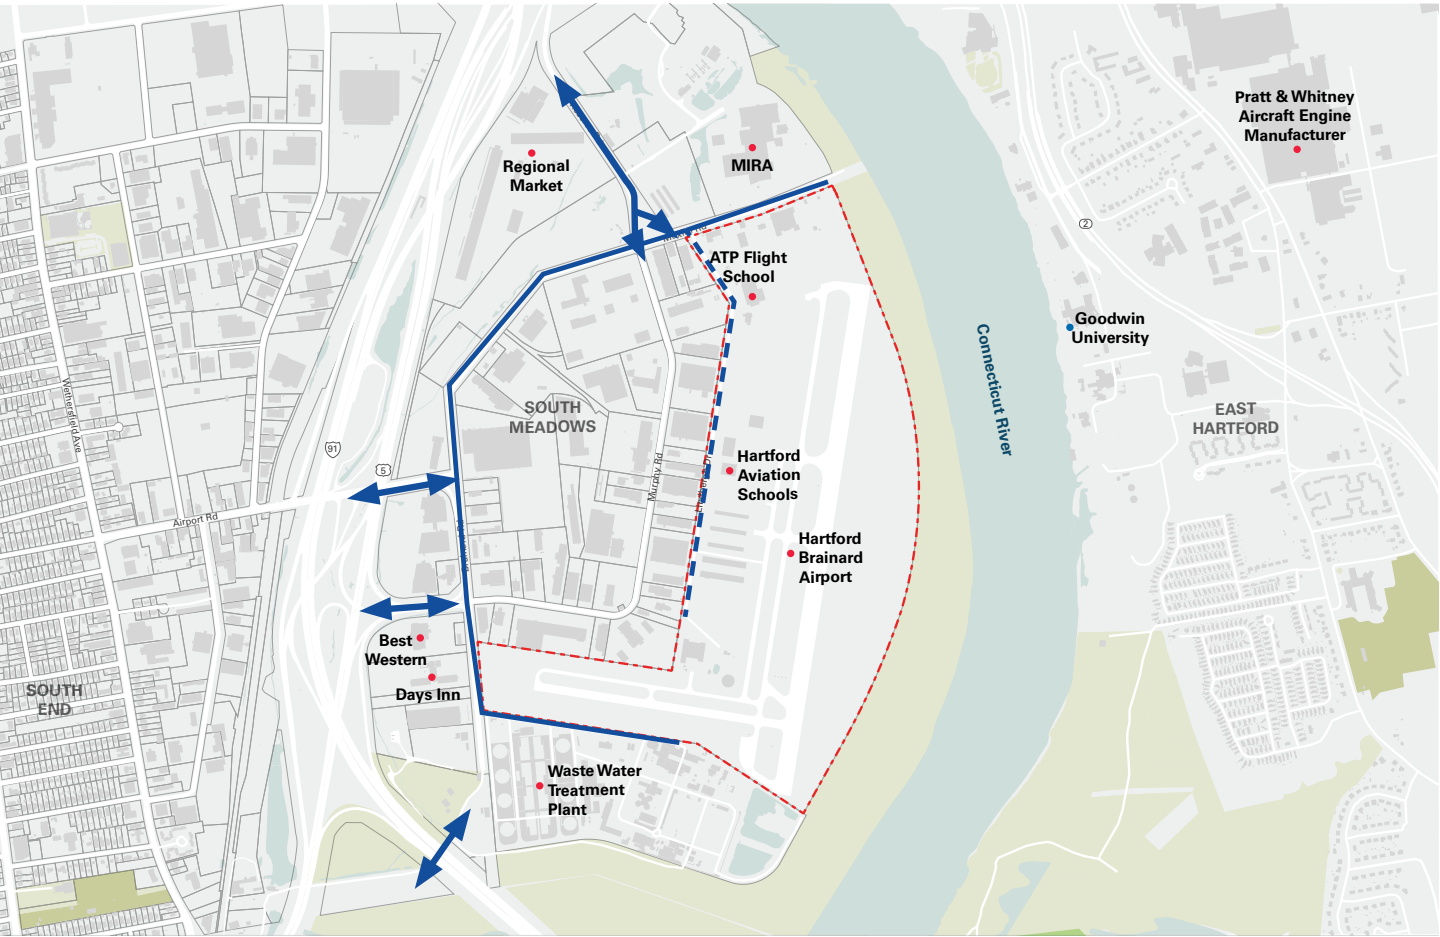 Pratt & Whitney
Aircraft Engine
Manufacturer
Regional
Market
MIRA
2
ATP Flight
School
Goodwin
University
Connecticut River
Wethersfield Ave
SOUTH
MEADOWS
EAST
HARTFORD
91
5
Murphy Rd
Hartford
Aviation
Schools
Airport Rd
Hartford
Brainard
Airport
Best
Western
Days Inn
SOUTH
END
Waste Water
Treatment
Plant